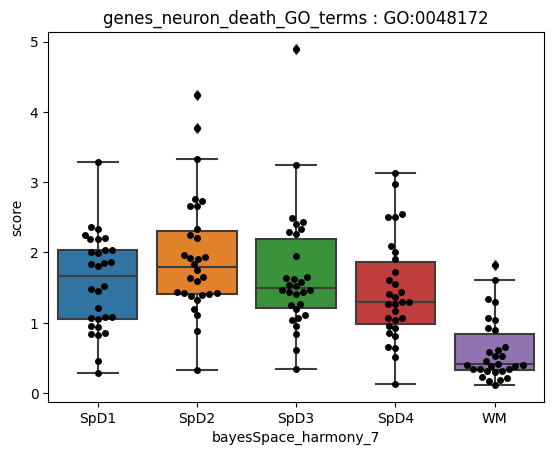 genes_neuron_death_GO_terms : GO:0048172
5
4
3
2
1
0
score
SpD1 SpD2 SpD3 SpD4 WM
bayesSpace_harmony_7